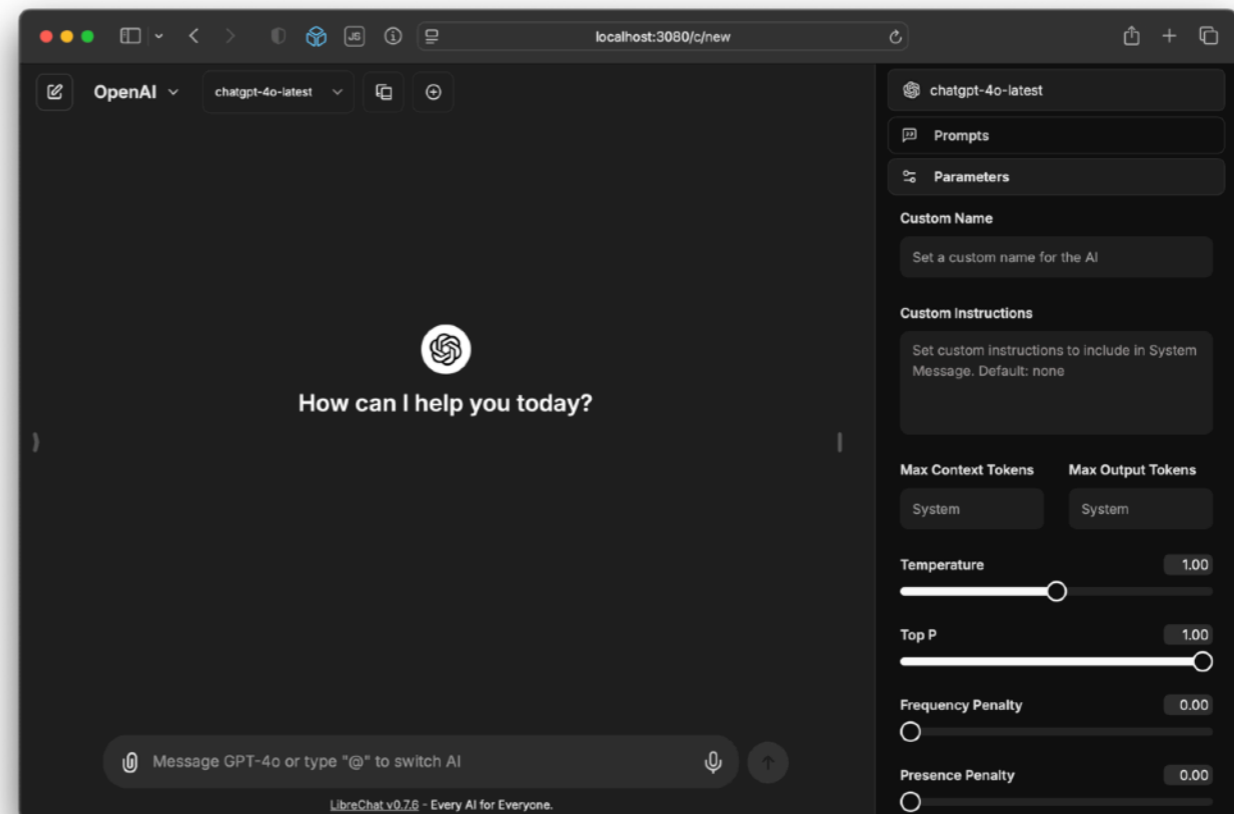 localhost:3080/c/new
OpenAI
chatgpt-4o-latest
How can I help you today?
Message GPT-4o or type "@" to switch AI
LibreChat v0.7.6 - Every AI for Everyone.
chatgpt-4o-latest
Prompts
Parameters
Custom Name
Set a custom name for the AI
Custom Instructions
Set custom instructions to include in System
Message. Default: none
Max Context Tokens Max Output Tokens
System System
Temperature 1.00
Top P 1.00
Frequency Penalty 0.00
Presence Penalty 0.00